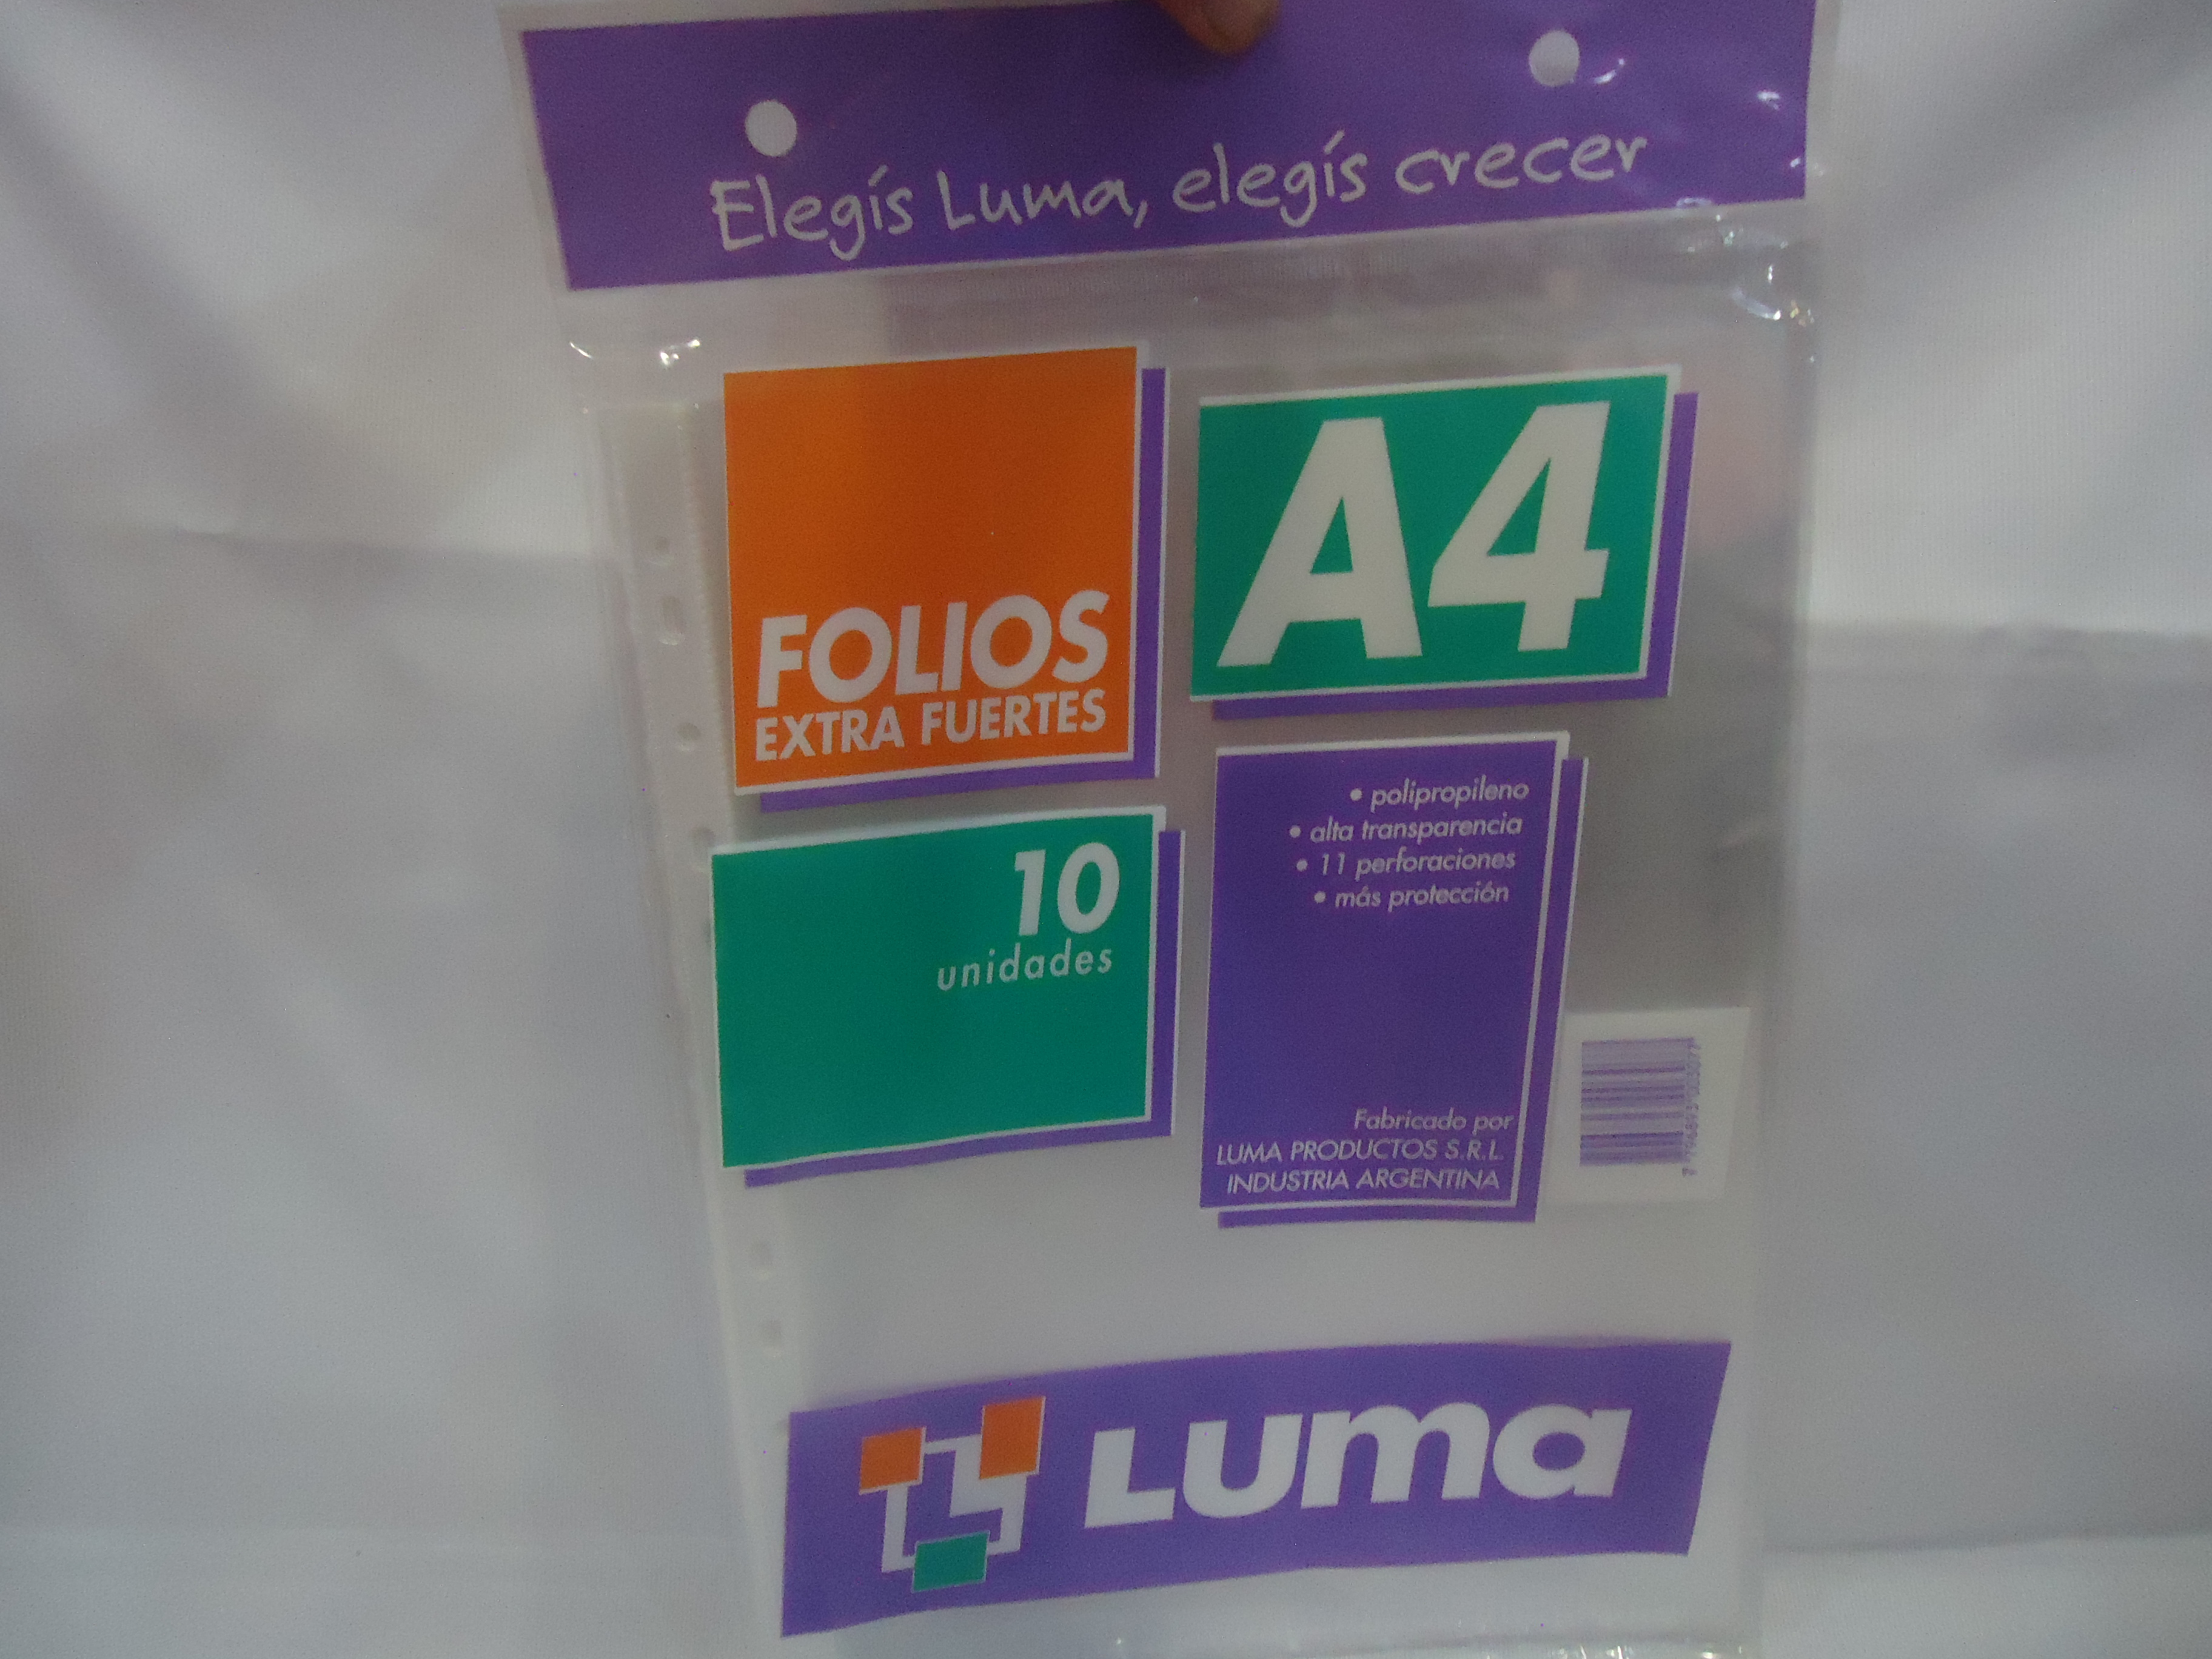 Elegís Luma, elegís crecer
FOLIOS
EXTRA FUERTES
A4
10
unidades
• polipropileno
• alta transparencia
• 11 perforaciones
• más protección
Fabricado por
LUMA PRODUCTOS S.R.L.
INDUSTRIA ARGENTINA
Luma